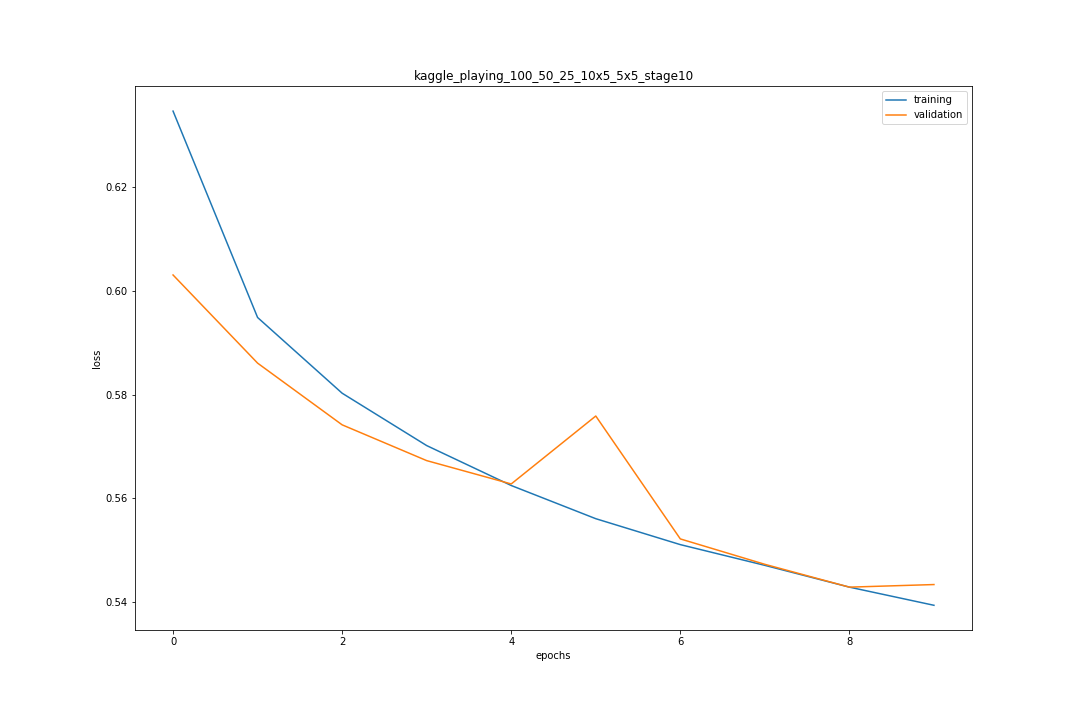 kaggle_playing_100_50_25_10x5_5x5_stage10
training
validation
0.62
0.60
0.58
0.56
0.54
loss
0 2 4 6 8
epochs